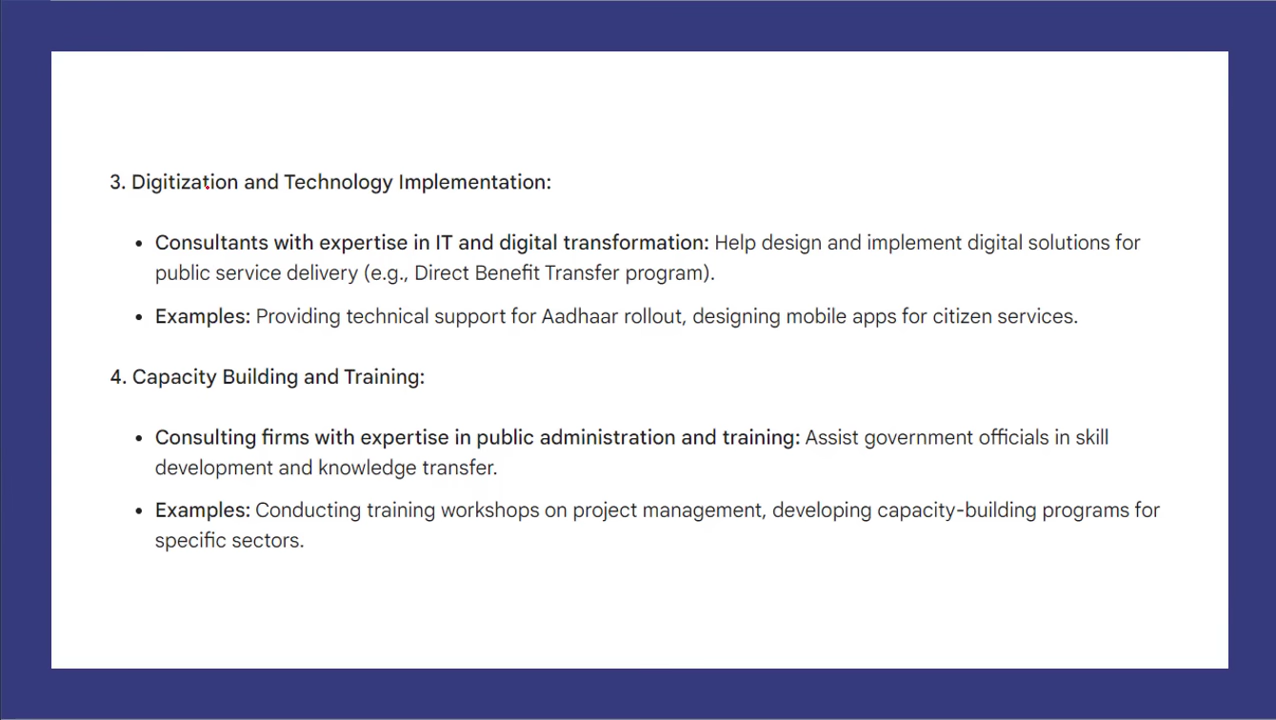 3. Digitization and Technology Implementation:
• Consultants with expertise in IT and digital transformation: Help design and implement digital solutions for
public service delivery (e.g., Direct Benefit Transfer program).
• Examples: Providing technical support for Aadhaar rollout, designing mobile apps for citizen services.
4. Capacity Building and Training:
• Consulting firms with expertise in public administration and training: Assist government officials in skill
development and knowledge transfer.
• Examples: Conducting training workshops on project management, developing capacity-building programs for
specific sectors.